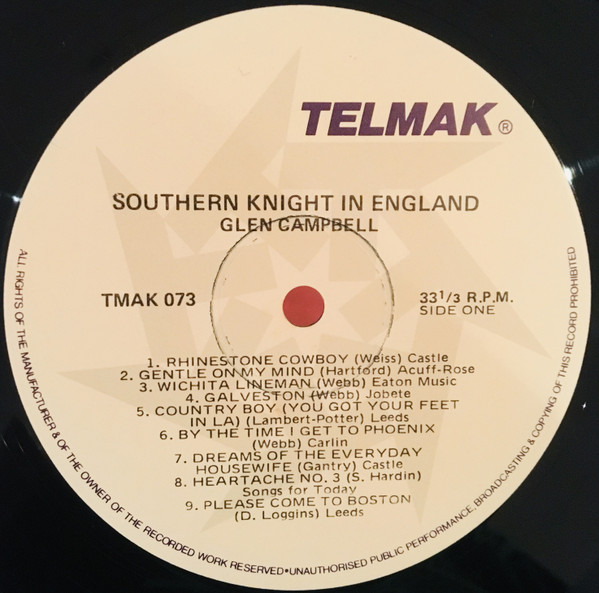 TELMAK®
SOUTHERN KNIGHT IN ENGLAND
GLEN CAMPBELL
TMAK 073
33 1/3 R.P.M.
SIDE ONE
1. RHINESTONE COWBOY (Weiss) Castle
2. GENTLE ON MY MIND (Hartford) Acuff-Rose
3. WICHITA LINEMAN (Webb) Eaton Music
4. GALVESTON (Webb) Jobete
5. COUNTRY BOY (YOU GOT YOUR FEET
IN LA) (Lambert-Potter) Leeds
6. BY THE TIME I GET TO PHOENIX
(Webb) Carlin
7. DREAMS OF THE EVERYDAY
HOUSEWIFE (Gantry) Castle
8. HEARTACHE NO. 3 (S. Hardin)
Songs for Today
9. PLEASE COME TO BOSTON
(D. Loggins) Leeds
ALL RIGHTS OF THE MANUFACTURER & OF THE OWNER OF THE RECORDED WORK RESERVED•UNAUTHORISED PUBLIC PERFORMANCE, BROADCASTING & COPYING OF THIS RECORD PROHIBITED